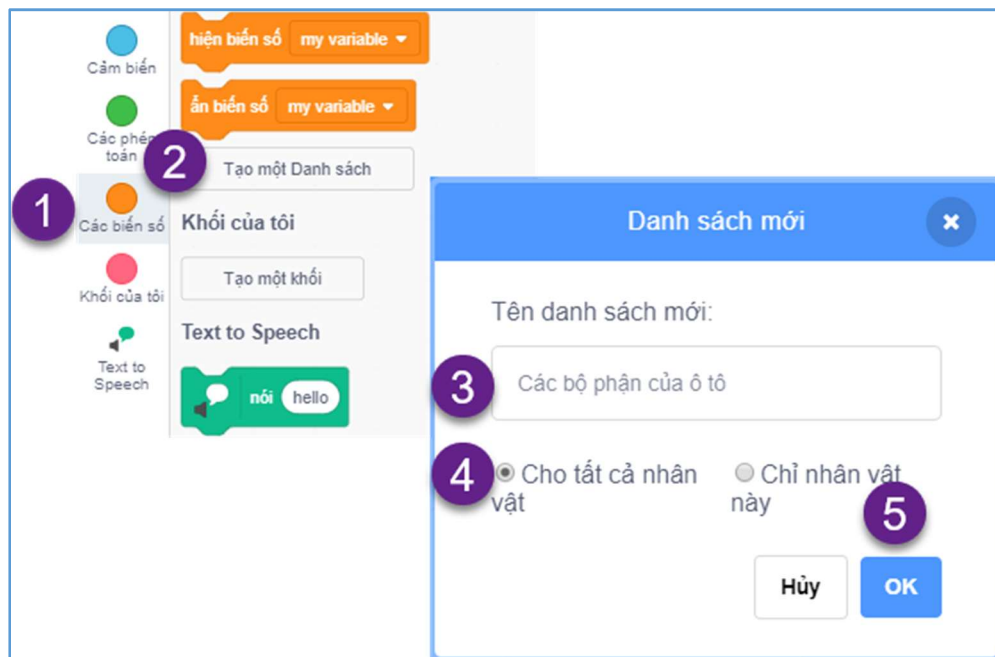 hiện biến số my variable
Cảm biến
ẩn biến số my variable
Các phép
toán
2
Tạo một Danh sách
1
Các biến số
Khối của tôi
Tạo một khối
Khối của tôi
Text to Speech
Text to
Speech
nói hello
Danh sách mới
Tên danh sách mới:
3
Các bộ phận của ô tô
4
Cho tất cả nhân
vật
Chỉ nhân vật
này
5
Hủy
OK